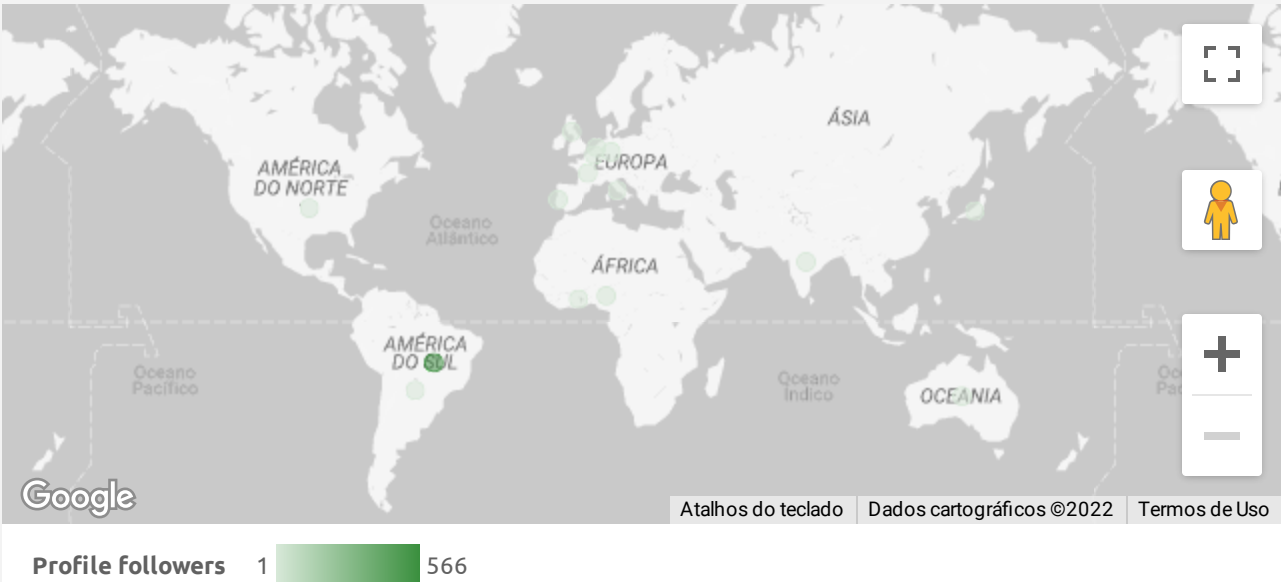 ÁSIA
AMÉRICA
DO NORTE
EUROPA
Oceano
Atlântico
ÁFRICA
AMÉRICA
DO SUL
Oceano
Pacífico
Oceano
Índico
OCEANIA
Google
Atalhos do teclado
Dados cartográficos ©2022
Termos de Uso
Profile followers 1 566